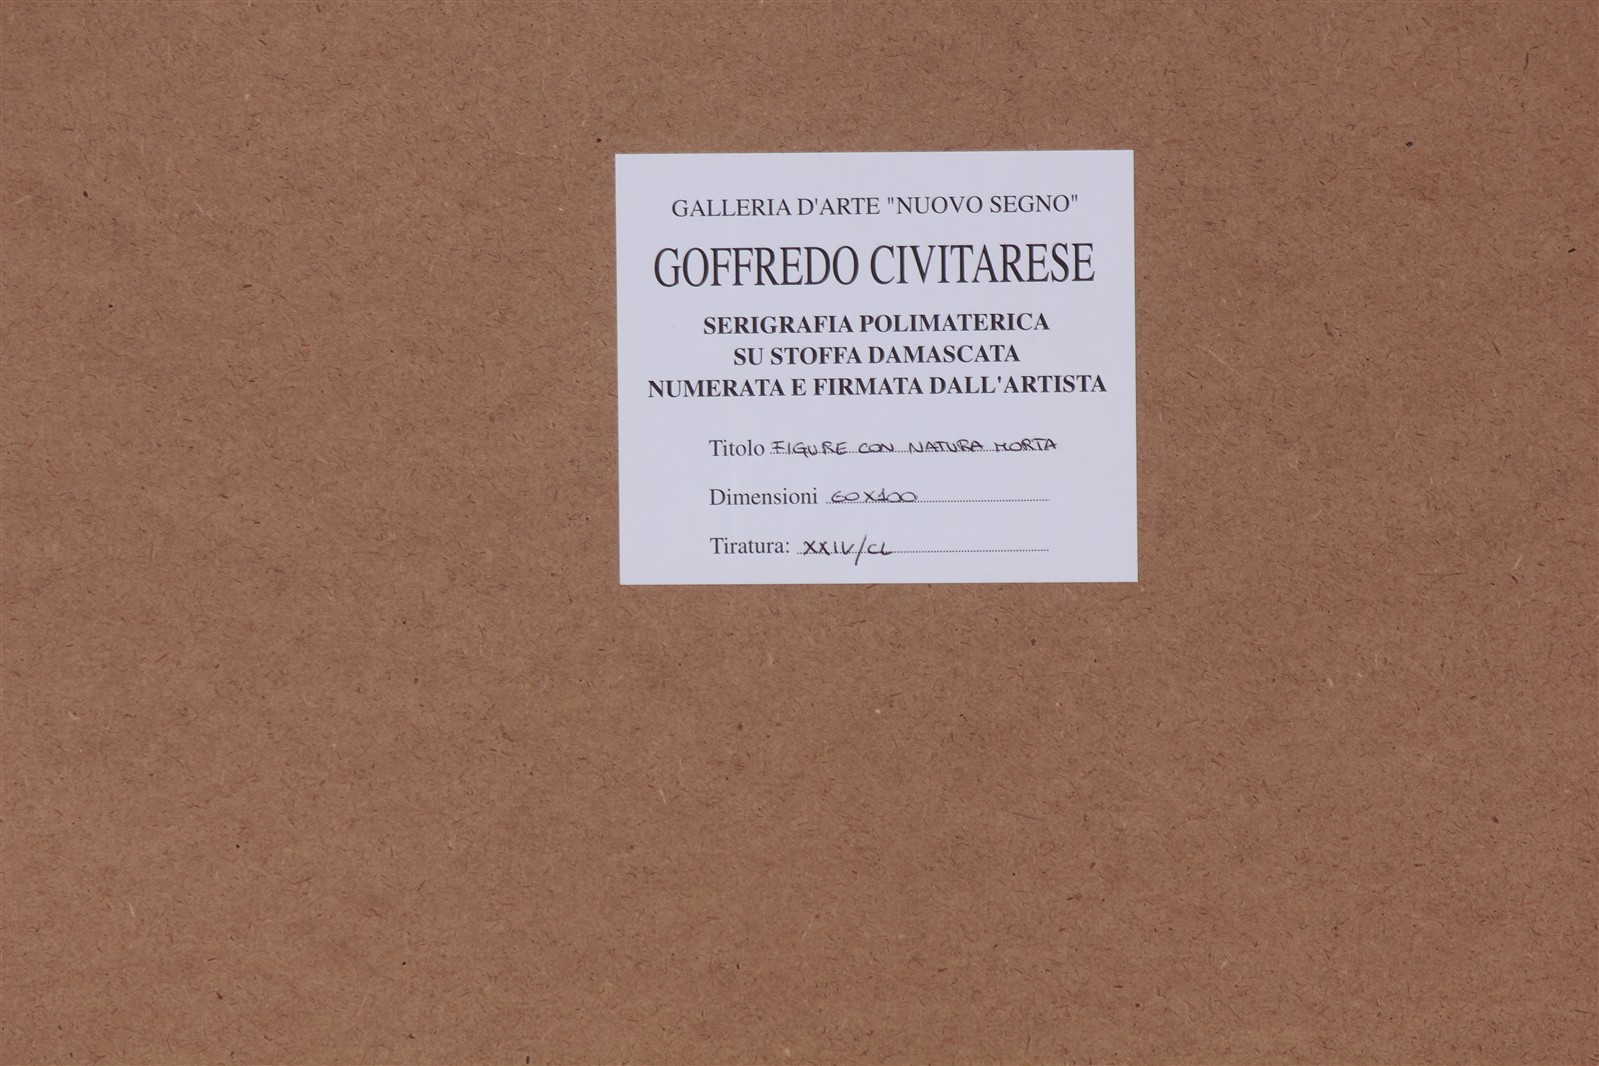 GALLERIA D'ARTE "NUOVO SEGNO"
GOFFREDO CIVITARESE
SERIGRAFIA POLIMATERICA
SU STOFFA DAMASCATA
NUMERATA E FIRMATA DALL'ARTISTA
Titolo FIGURE CON NATURA MORTA
Dimensioni 60X100
Tiratura: XXIV/CL